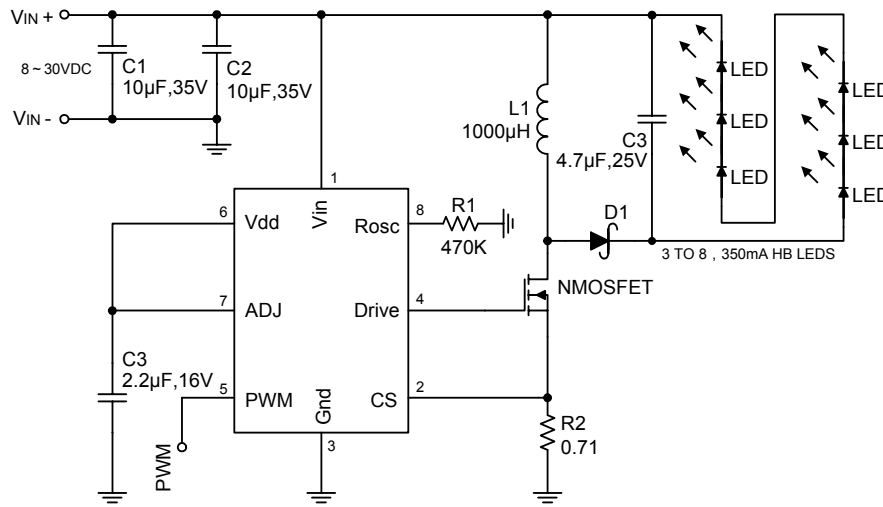 VIN +
8 ~ 30VDC
VIN -
C1
10µF,35V
C2
10µF,35V
L1
1000µH
C3
4.7µF,25V
LED
LED
LED
LED
LED
LED
3 TO 8 , 350mA HB LEDS
D1
NMOSFET
1
Vin
6
Vdd
8
Rosc
R1
470K
7
ADJ
4
Drive
5
PWM
2
CS
3
Gnd
C3
2.2µF,16V
PWM
R2
0.71